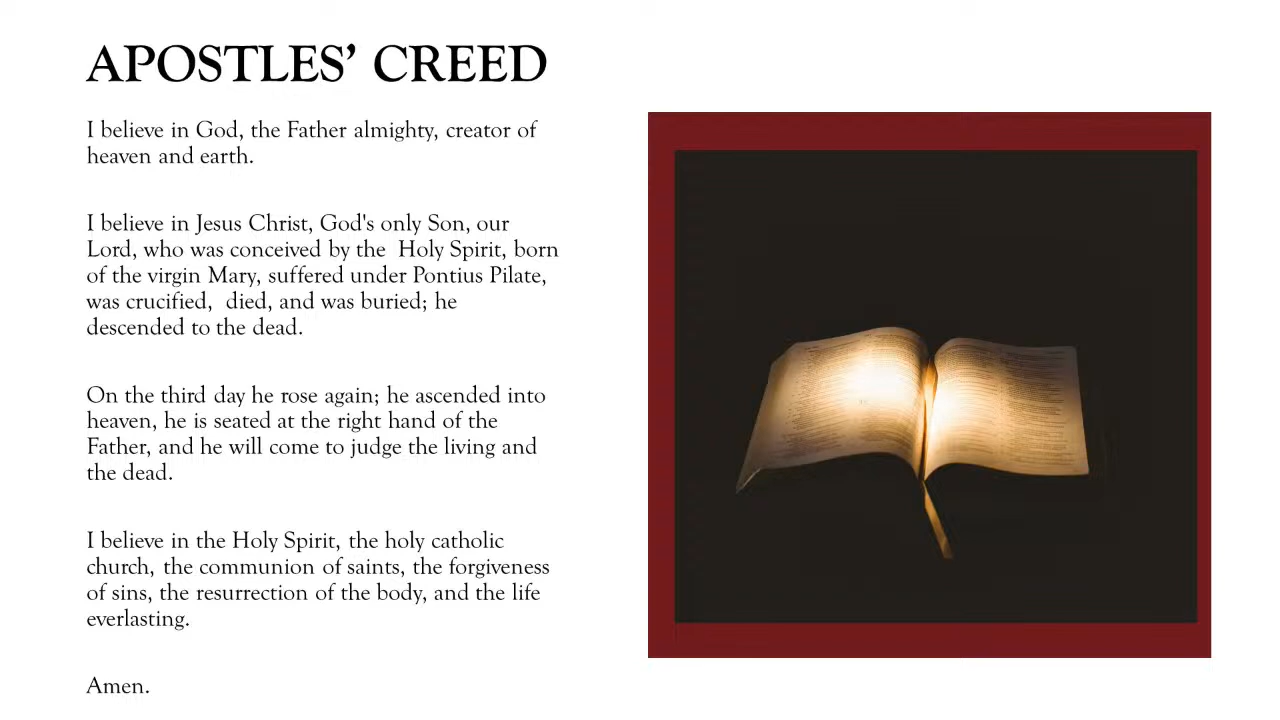 APOSTLES’ CREED
I believe in God, the Father almighty, creator of
heaven and earth.
I believe in Jesus Christ, God's only Son, our
Lord, who was conceived by the  Holy Spirit, born
of the virgin Mary, suffered under Pontius Pilate,
was crucified,  died, and was buried; he
descended to the dead.
On the third day he rose again; he ascended into
heaven, he is seated at the right hand of the
Father, and he will come to judge the living and
the dead.
I believe in the Holy Spirit, the holy catholic
church, the communion of saints, the forgiveness
of sins, the resurrection of the body, and the life
everlasting.
Amen.